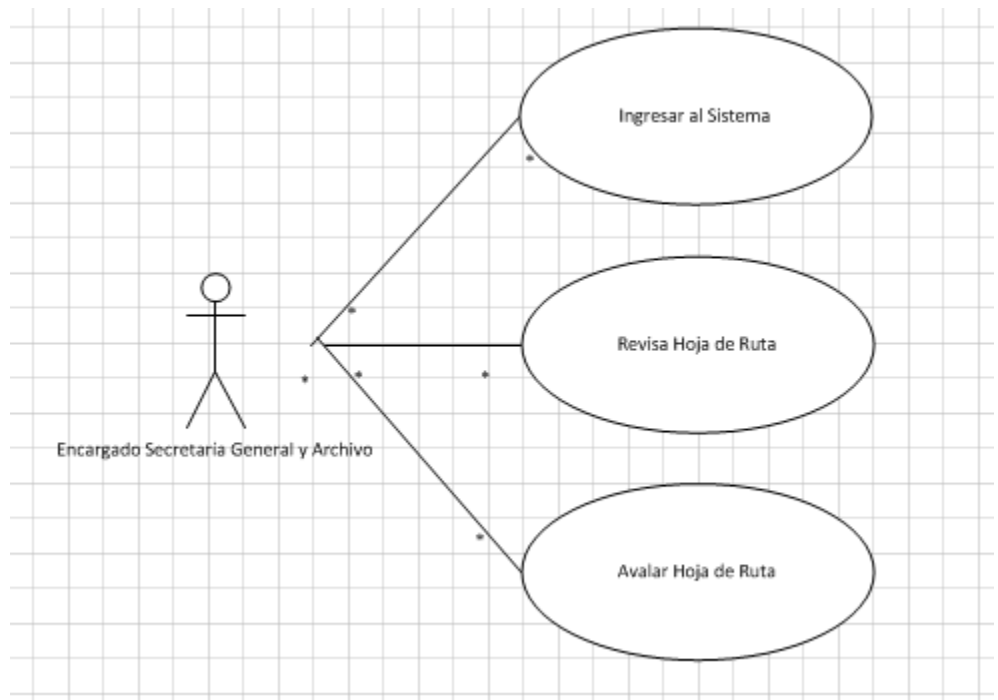 Ingresar al Sistema
*
*
Revisa Hoja de Ruta
*
*
*
Encargado Secretaria General y Archivo
*
Avalar Hoja de Ruta